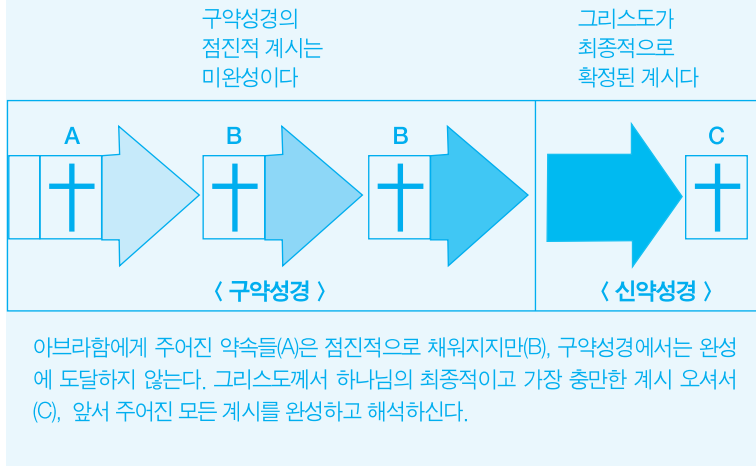 구약성경의
점진적 계시는
미완성이다
그리스도가
최종적으로
확정된 계시다
A
B
B
C
〈 구약성경 〉
〈 신약성경 〉
아브라함에게 주어진 약속들(A)은 점진적으로 채워지지만(B), 구약성경에서는 완성
에 도달하지 않는다. 그리스도께서 하나님의 최종적이고 가장 충만한 계시 오셔서
(C), 앞서 주어진 모든 계시를 완성하고 해석하신다.